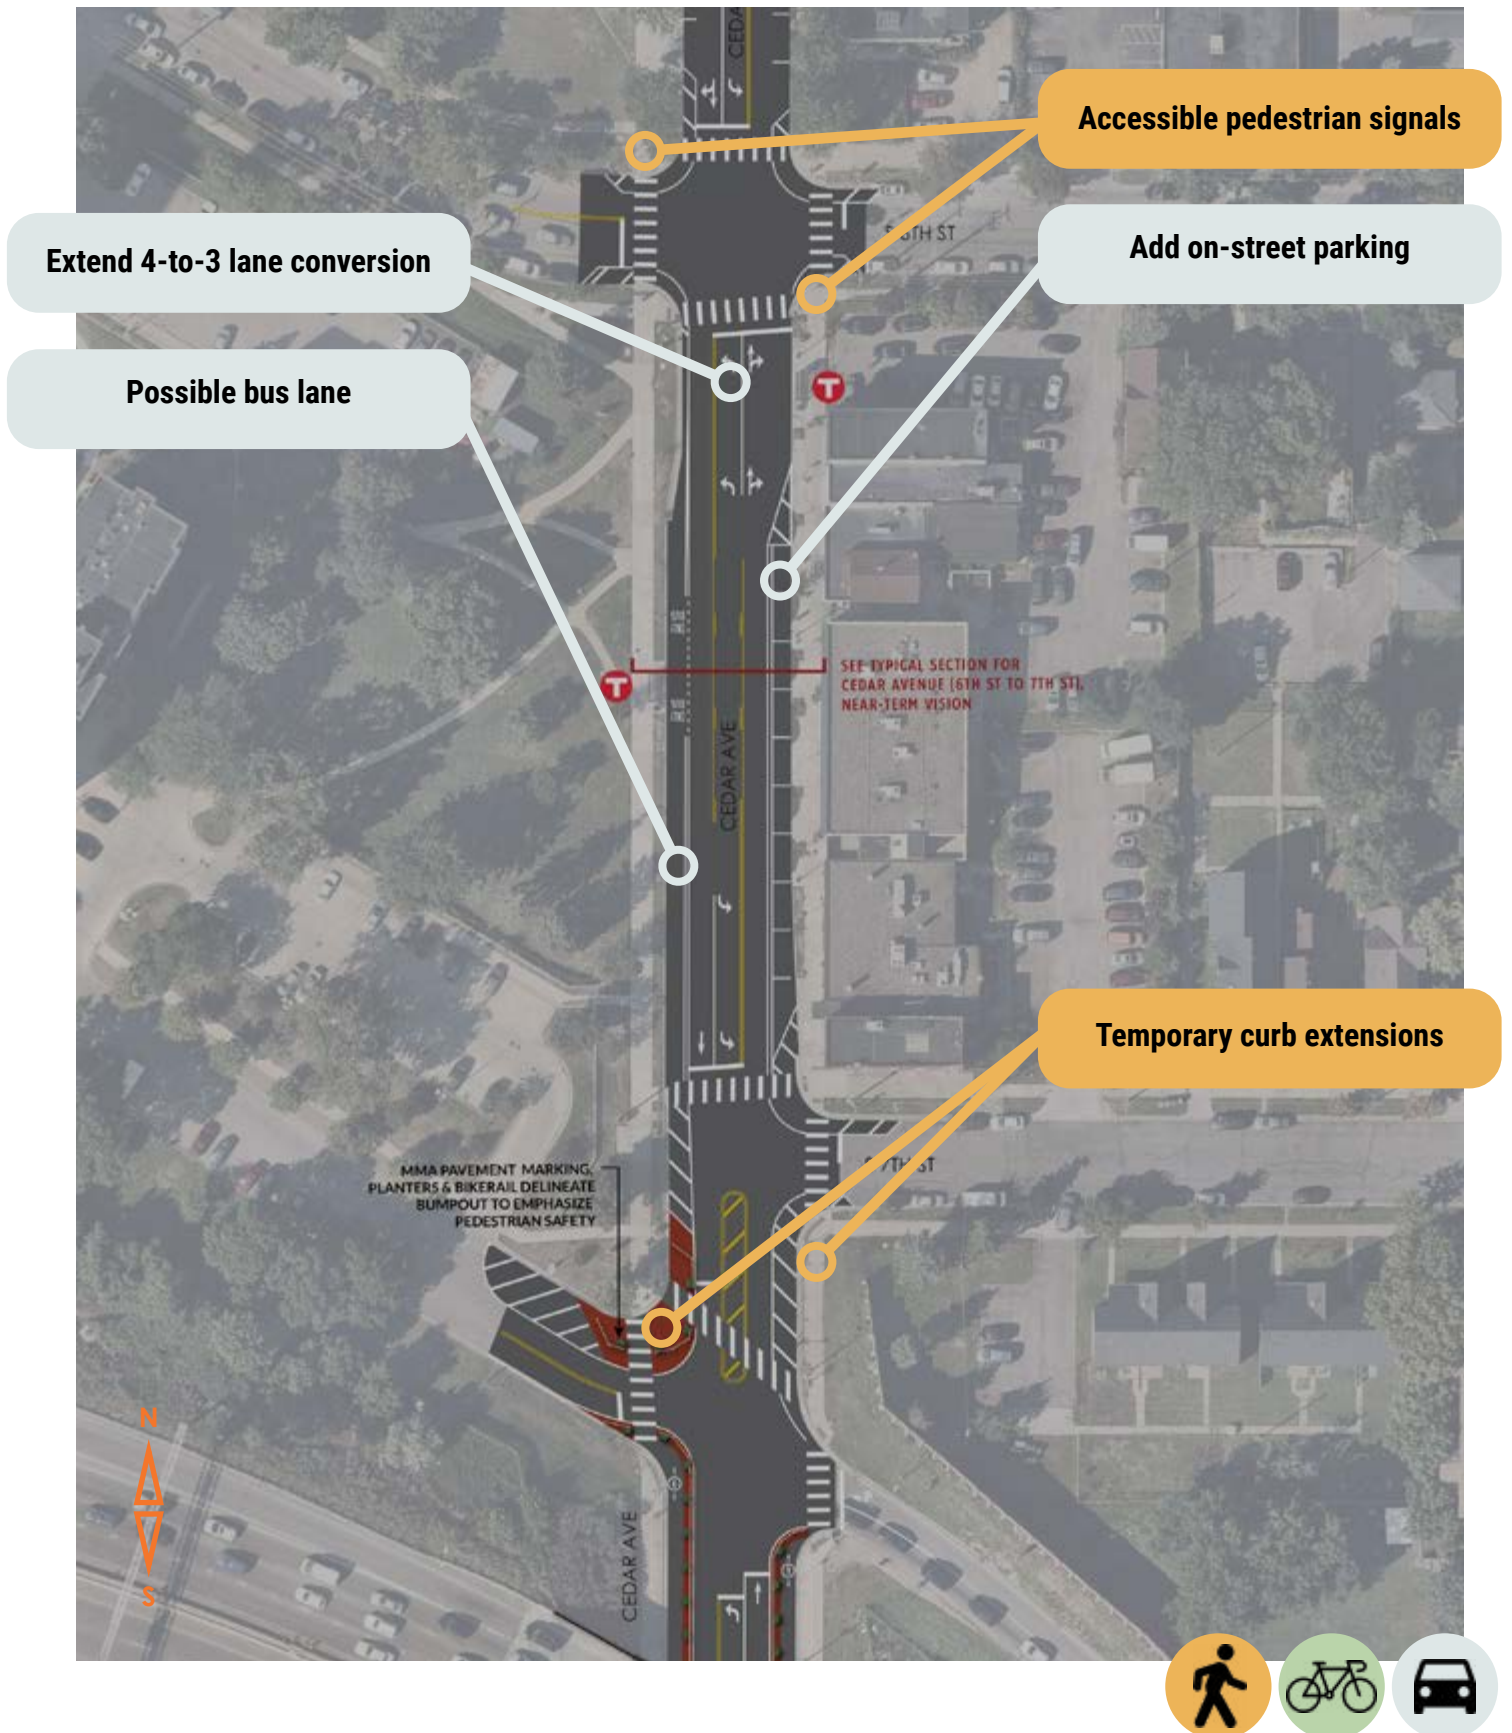 CEDA
Accessible pedestrian signals
S 6TH ST
Add on-street parking
Extend 4-to-3 lane conversion
Possible bus lane
T
SEE TYPICAL SECTION FOR
CEDAR AVENUE (6TH ST TO 7TH ST),
NEAR-TERM VISION
T
CEDAR AVE
Temporary curb extensions
S 7TH ST
MMA PAVEMENT MARKING,
PLANTERS & BIKERAIL DELINEATE
BUMPOUT TO EMPHASIZE
PEDESTRIAN SAFETY
N
S
CEDAR AVE